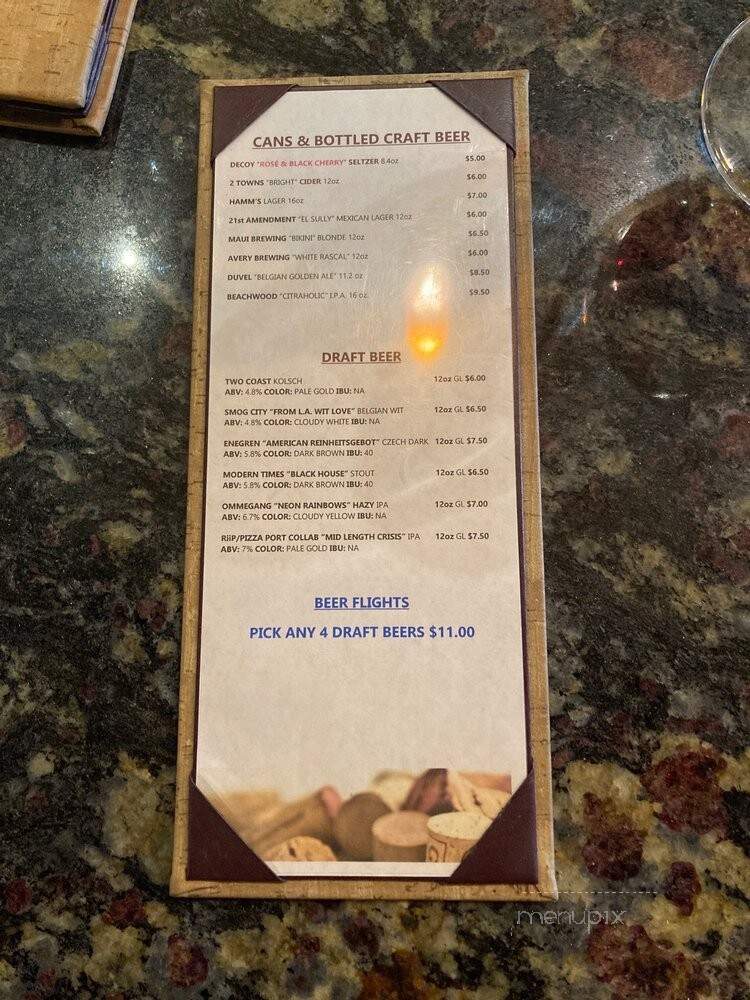 CANS & BOTTLED CRAFT BEER
DECOY "ROSÉ & BLACK CHERRY" SELTZER 8.4oz $5.00
2 TOWNS "BRIGHT" CIDER 12oz $6.00
HAMM'S LAGER 16oz $7.00
21st AMENDMENT "EL SULLY" MEXICAN LAGER 12oz $6.00
MAUI BREWING "BIKINI" BLONDE 12oz $6.50
AVERY BREWING "WHITE RASCAL" 12oz $6.00
DUVEL "BELGIAN GOLDEN ALE" 11.2 oz $8.50
BEACHWOOD "CITRAHOLIC" I.P.A. 16 oz. $9.50
DRAFT BEER
TWO COAST KOLSCH 12oz GL $6.00
ABV: 4.8% COLOR: PALE GOLD IBU: NA
SMOG CITY "FROM L.A. WIT LOVE" BELGIAN WIT 12oz GL $6.50
ABV: 4.8% COLOR: CLOUDY WHITE IBU: NA
ENEGREN "AMERICAN REINHEITSGEBOT" CZECH DARK 12oz GL $7.50
ABV: 5.8% COLOR: DARK BROWN IBU: 40
MODERN TIMES "BLACK HOUSE" STOUT 12oz GL $6.50
ABV: 5.8% COLOR: DARK BROWN IBU: 40
OMMEGANG "NEON RAINBOWS" HAZY IPA 12oz GL $7.00
ABV: 6.7% COLOR: CLOUDY YELLOW IBU: NA
RiiP/PIZZA PORT COLLAB "MID LENGTH CRISIS" IPA 12oz GL $7.50
ABV: 7% COLOR: PALE GOLD IBU: NA
BEER FLIGHTS
PICK ANY 4 DRAFT BEERS $11.00
menupix